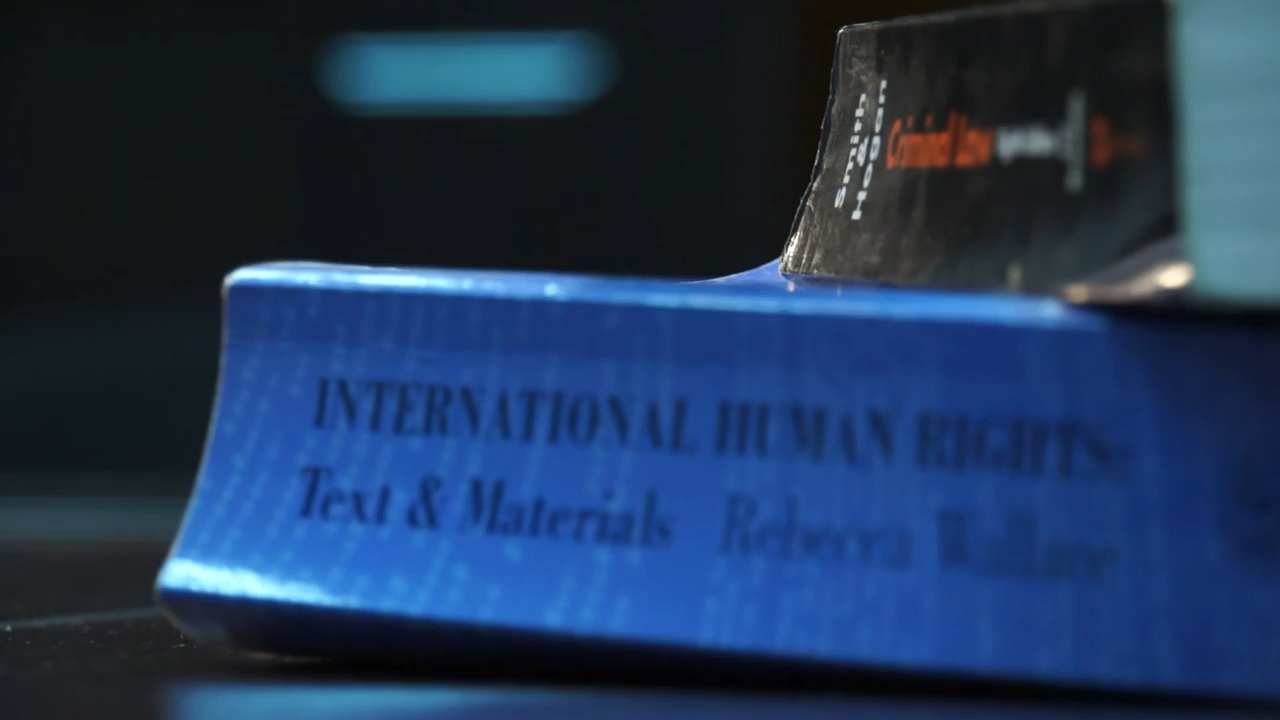 Smith
&
Hogan
Criminal Law
INTERNATIONAL HUMAN RIGHTS:
Text & Materials Rebecca Wallace